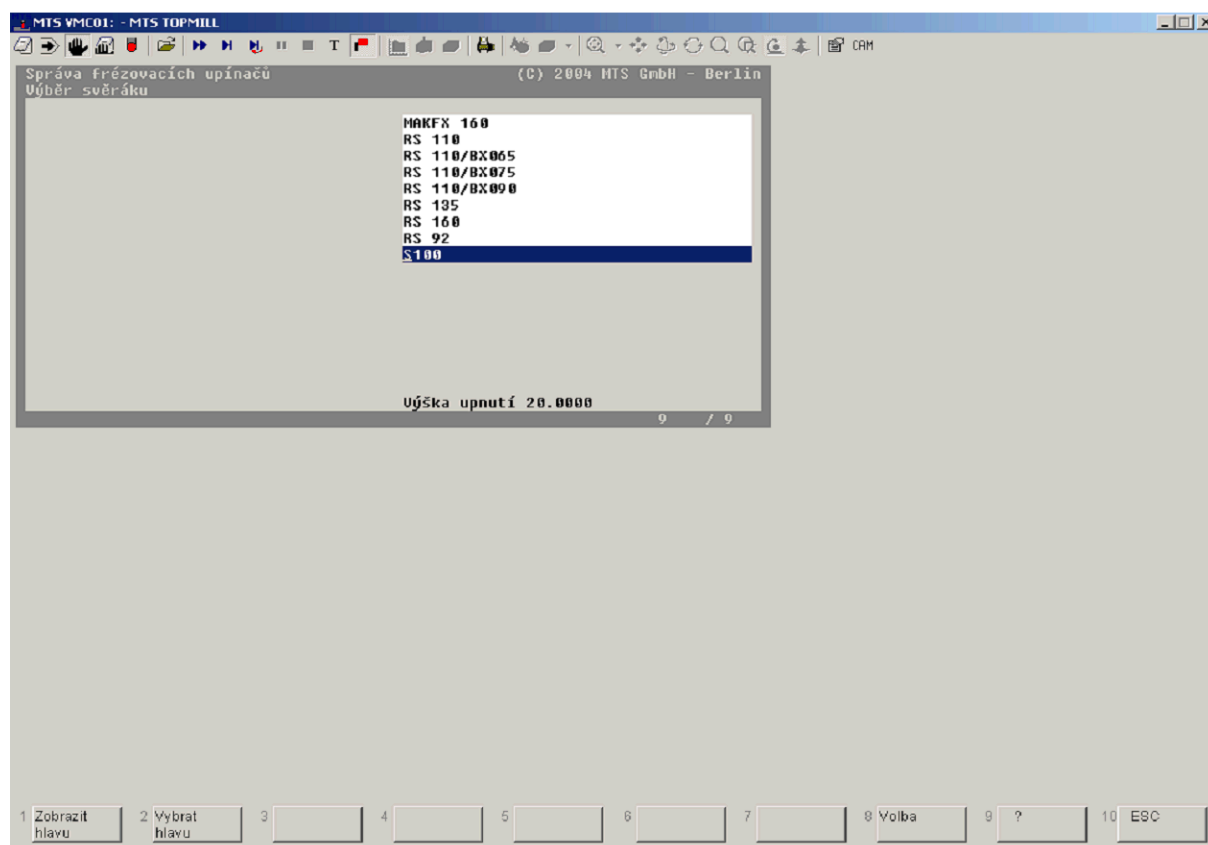 MTS VMC01: - MTS TOPMILL
T CAM
Správa frézovacích upínačů (C) 2004 MTS GmbH - Berlin
Výběr svěráku
MAKFX 160
RS 110
RS 110/BX065
RS 110/BX075
RS 110/BX090
RS 135
RS 160
RS 92
S100
Výška upnutí 20.0000
9 / 9
1 Zobrazit hlavu 2 Vybrat hlavu 3 4 5 6 7 8 Volba 9 ? 10 ESC